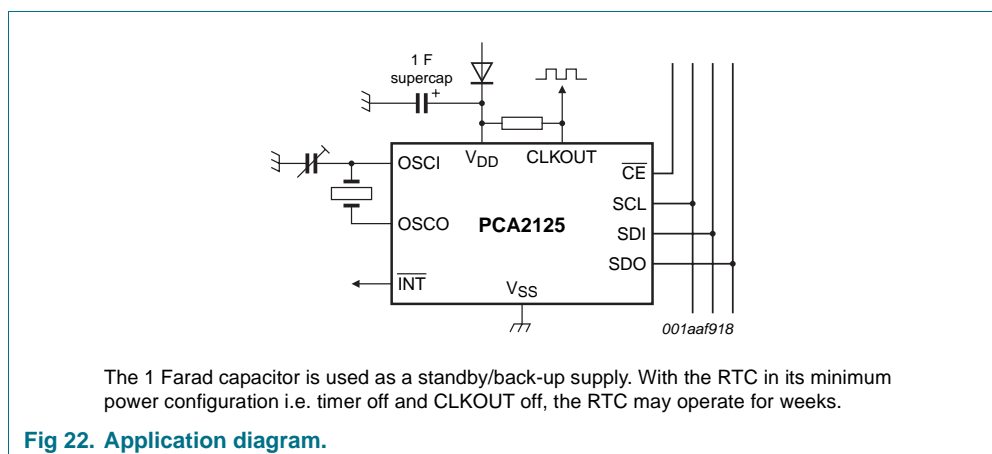 1 F
supercap
+
OSCI
VDD
CLKOUT
CE
SCL
OSCO
PCA2125
SDI
SDO
INT
VSS
001aaf918
The 1 Farad capacitor is used as a standby/back-up supply. With the RTC in its minimum
power configuration i.e. timer off and CLKOUT off, the RTC may operate for weeks.
Fig 22. Application diagram.